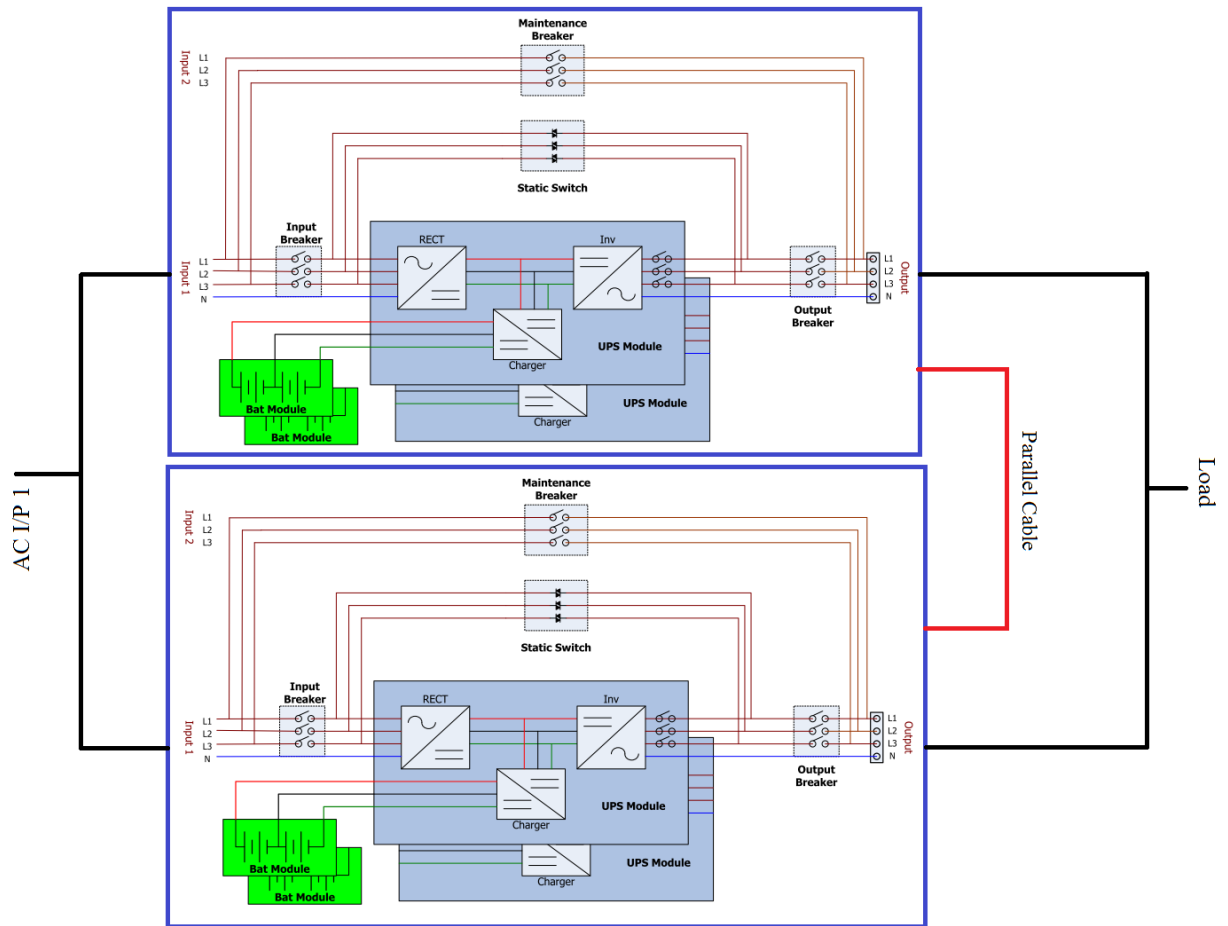 AC I/P 1
Maintenance
Breaker
Input 2
L1
L2
L3
Static Switch
Input
Breaker
RECT
Inv
Input 1
L1
L2
L3
N
L1
L2
L3
N
Output
Output
Breaker
UPS Module
Charger
Bat Module
UPS Module
Charger
Bat Module
Maintenance
Breaker
Input 2
L1
L2
L3
Static Switch
Input
Breaker
RECT
Inv
Input 1
L1
L2
L3
N
L1
L2
L3
N
Output
Output
Breaker
UPS Module
Charger
Bat Module
UPS Module
Charger
Bat Module
Parallel Cable
Load